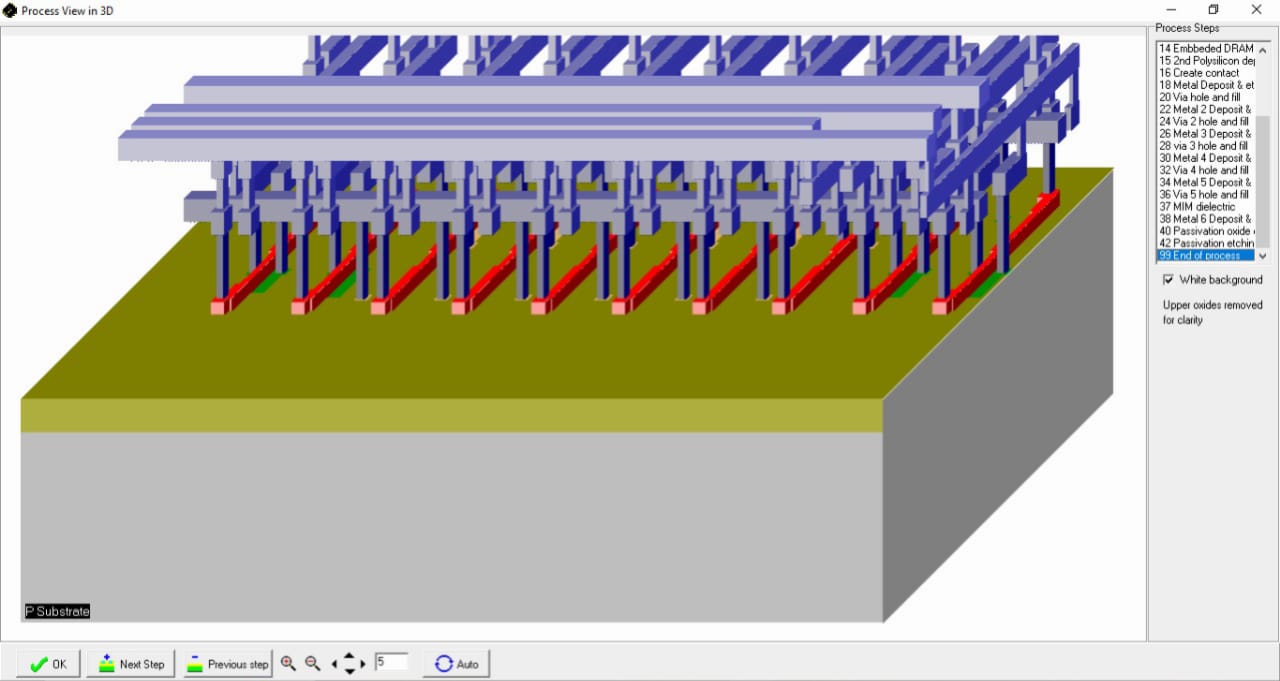 Process View in 3D
Process Steps
14 Embbeded DRAM
15 2nd Polysilicon dep
16 Create contact
18 Metal Deposit & et
20 Via hole and fill
22 Metal 2 Deposit &
24 Via 2 hole and fill
26 Metal 3 Deposit &
28 via 3 hole and fill
30 Metal 4 Deposit &
32 Via 4 hole and fill
34 Metal 5 Deposit &
36 Via 5 hole and fill
37 MIM dielectric
38 Metal 6 Deposit &
40 Passivation oxide
42 Passivation etchin
99 End of process
White background
Upper oxides removed
for clarity
P Substrate
OK
Next Step
Previous step
5
Auto